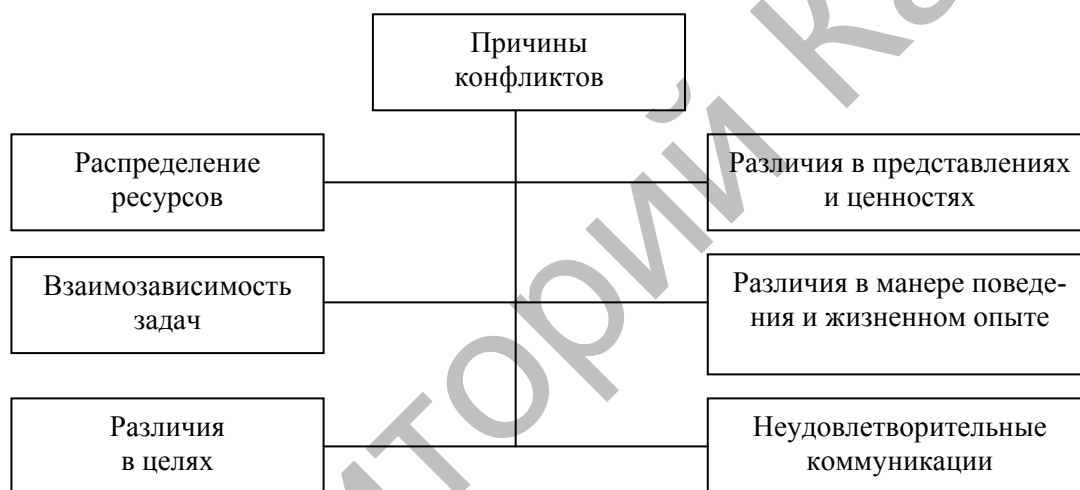 Причины
конфликтов
Распределение
ресурсов
Различия в представлениях
и ценностях
Взаимозависимость
задач
Различия в манере поведе-
ния и жизненном опыте
Различия
в целях
Неудовлетворительные
коммуникации